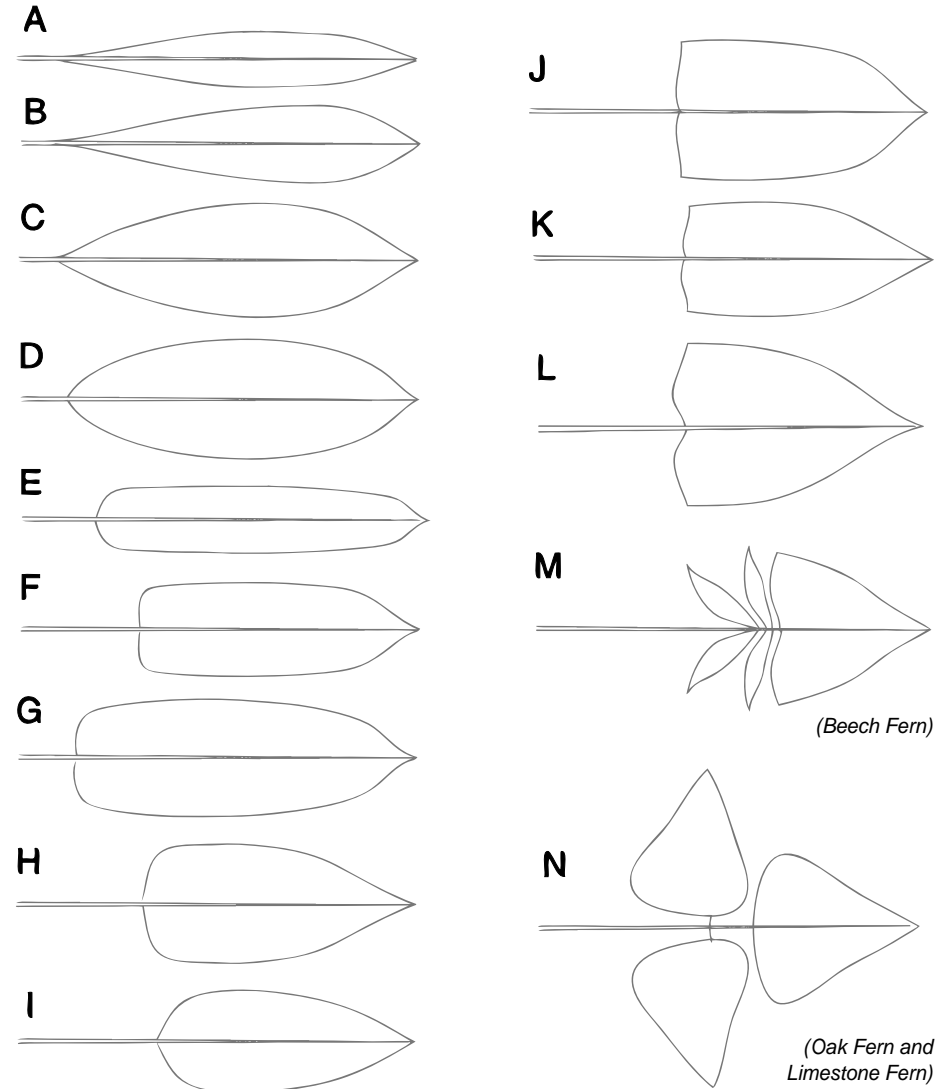 A
B
C
D
E
F
G
H
I
J
K
L
M
(Beech Fern)
N
(Oak Fern and
Limestone Fern)